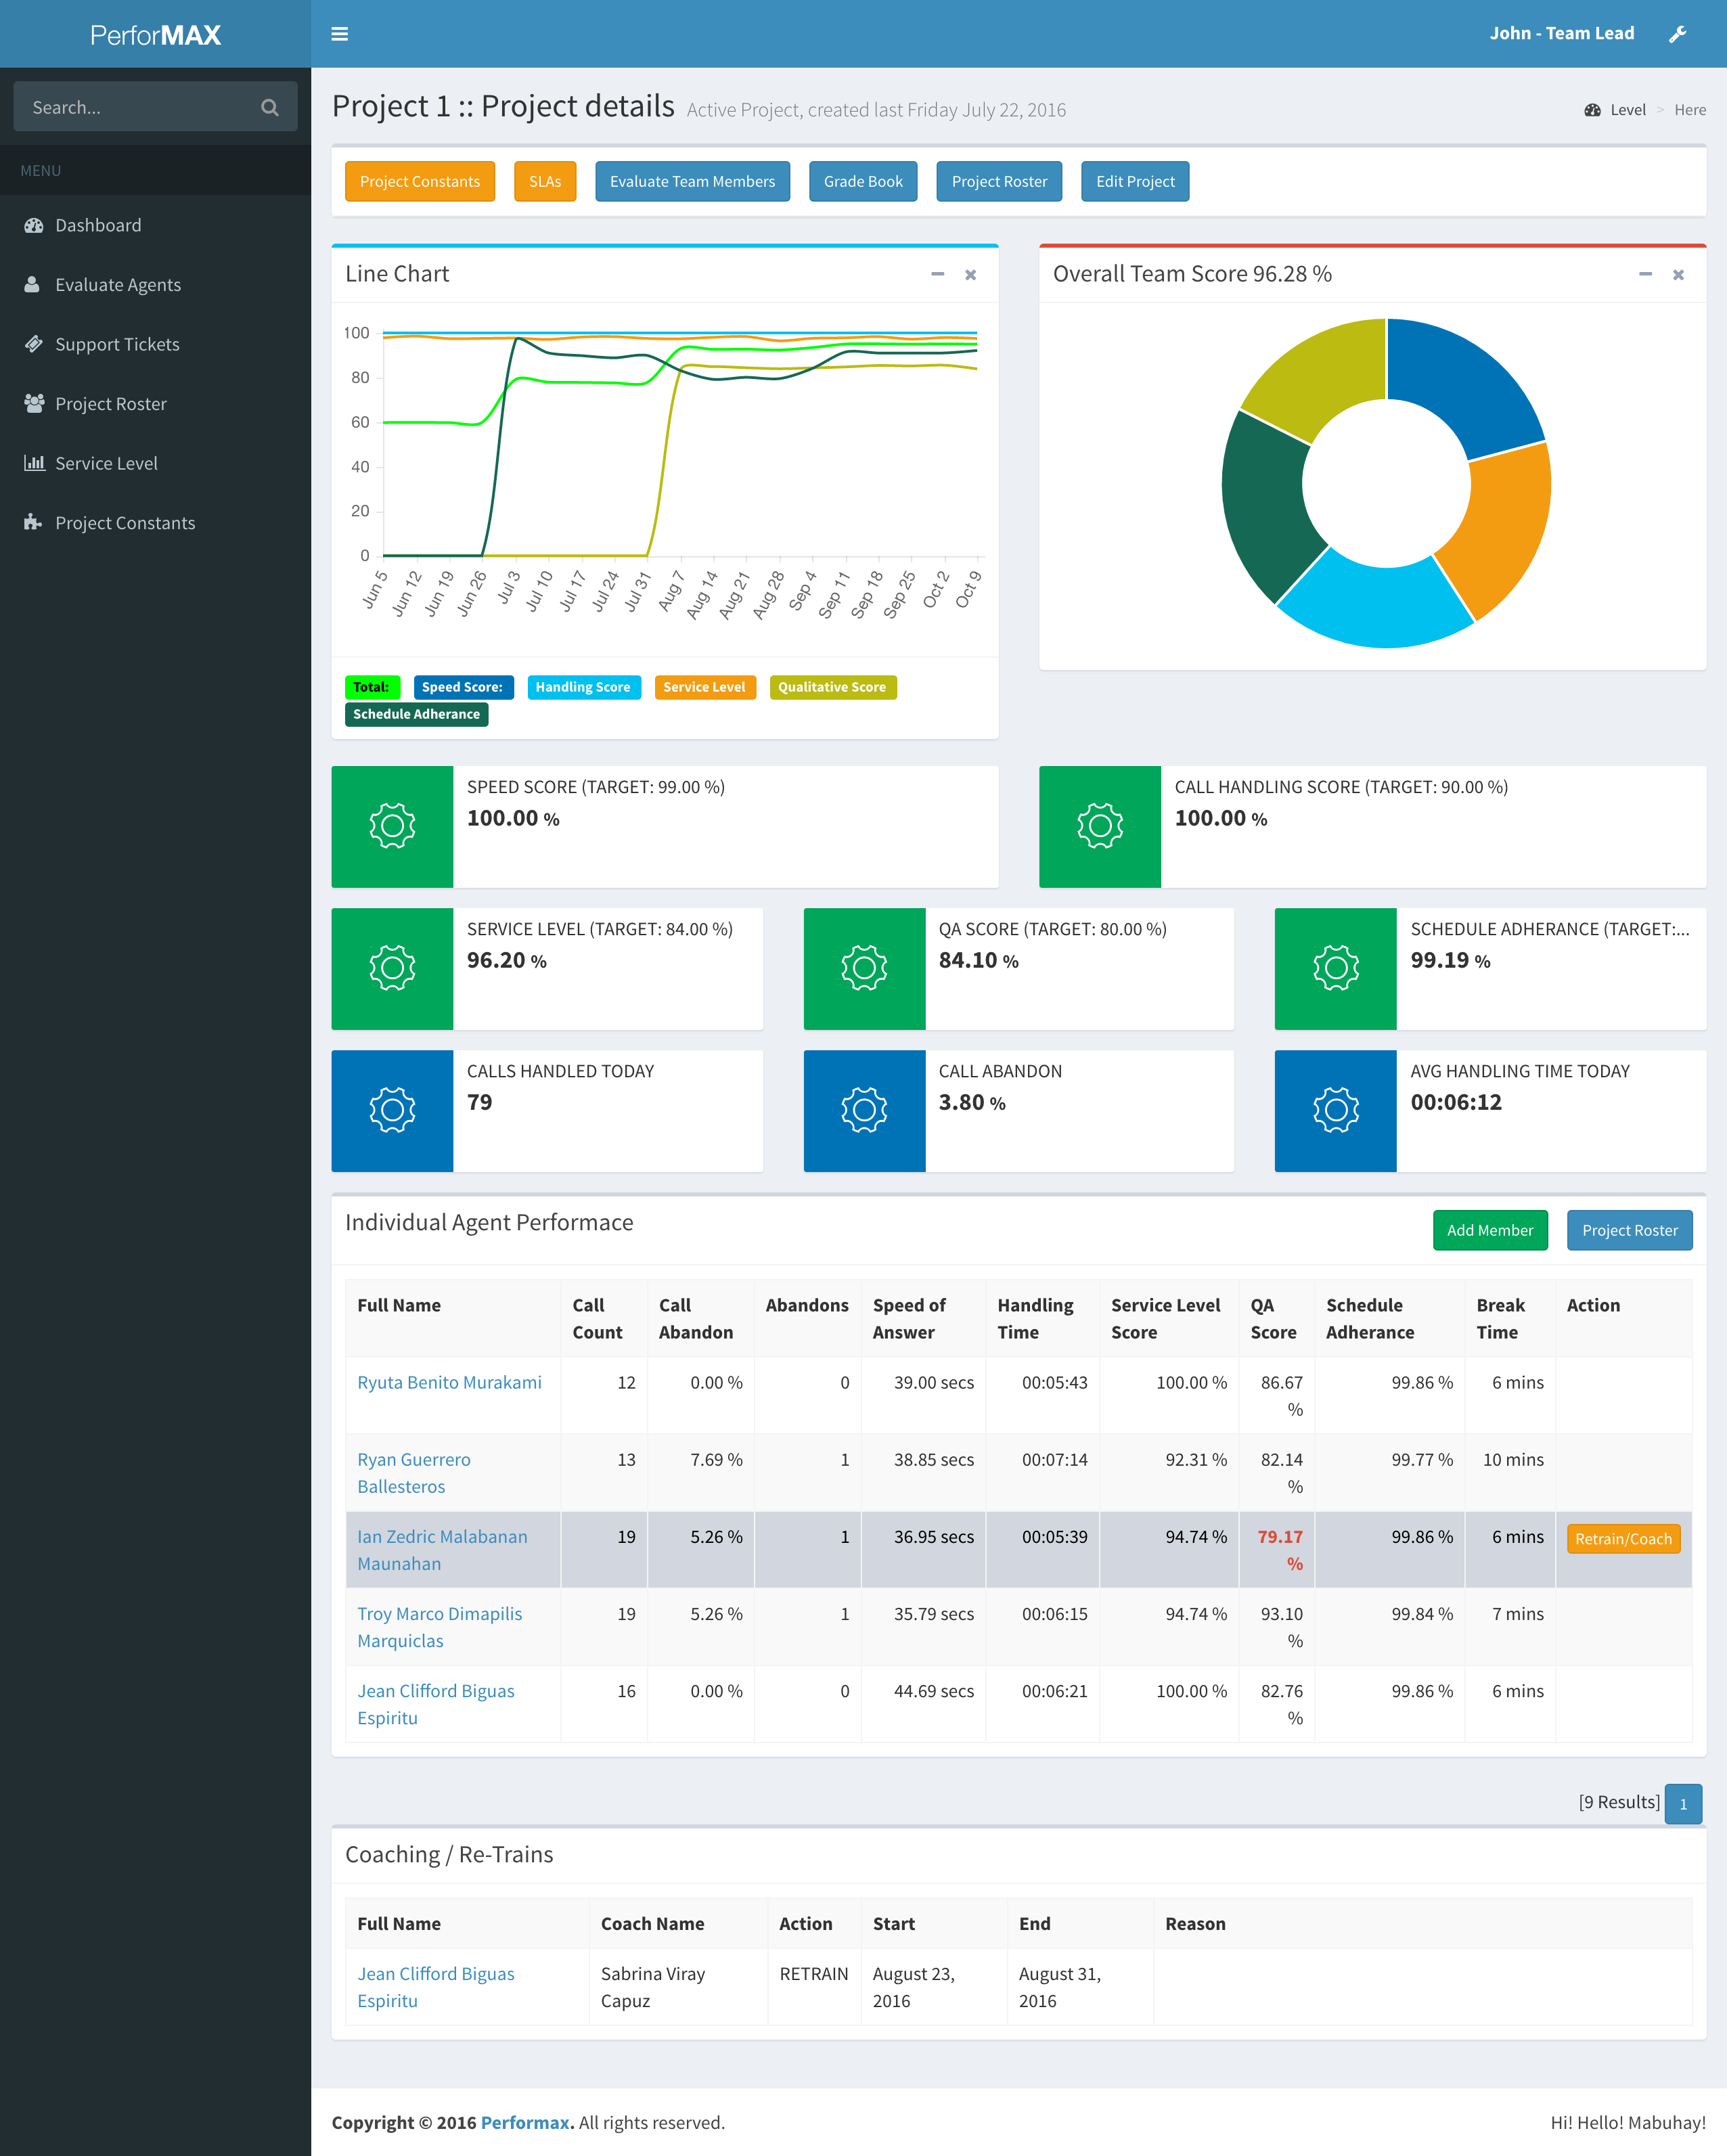 PerforMAX
John - Team Lead
Search...
MENU
Dashboard
Evaluate Agents
Support Tickets
Project Roster
Service Level
Project Constants
Project 1 :: Project details Active Project, created last Friday July 22, 2016
Level > Here
Project Constants SLAs Evaluate Team Members Grade Book Project Roster Edit Project
Line Chart
100
80
60
40
20
0
Jun 5 Jun 12 Jun 19 Jun 26 Jul 3 Jul 10 Jul 17 Jul 24 Jul 31 Aug 7 Aug 14 Aug 21 Aug 28 Sep 4 Sep 11 Sep 18 Sep 25 Oct 2 Oct 9
Total: Speed Score: Handling Score Service Level Qualitative Score
Schedule Adherance
Overall Team Score 96.28 %
SPEED SCORE (TARGET: 99.00 %)
100.00 %
CALL HANDLING SCORE (TARGET: 90.00 %)
100.00 %
SERVICE LEVEL (TARGET: 84.00 %)
96.20 %
QA SCORE (TARGET: 80.00 %)
84.10 %
SCHEDULE ADHERANCE (TARGET:...
99.19 %
CALLS HANDLED TODAY
79
CALL ABANDON
3.80 %
AVG HANDLING TIME TODAY
00:06:12
Individual Agent Performace
Add Member Project Roster
Full Name Call Count Call Abandon Abandons Speed of Answer Handling Time Service Level Score QA Score Schedule Adherance Break Time Action
Ryuta Benito Murakami 12 0.00 % 0 39.00 secs 00:05:43 100.00 % 86.67 % 99.86 % 6 mins
Ryan Guerrero Ballesteros 13 7.69 % 1 38.85 secs 00:07:14 92.31 % 82.14 % 99.77 % 10 mins
Ian Zedric Malabanan Maunahan 19 5.26 % 1 36.95 secs 00:05:39 94.74 % 79.17 % 99.86 % 6 mins Retrain/Coach
Troy Marco Dimapilis Marquiclas 19 5.26 % 1 35.79 secs 00:06:15 94.74 % 93.10 % 99.84 % 7 mins
Jean Clifford Biguas Espiritu 16 0.00 % 0 44.69 secs 00:06:21 100.00 % 82.76 % 99.86 % 6 mins
[9 Results] 1
Coaching / Re-Trains
Full Name Coach Name Action Start End Reason
Jean Clifford Biguas Espiritu Sabrina Viray Capuz RETRAIN August 23, 2016 August 31, 2016
Copyright © 2016 Performax. All rights reserved.
Hi! Hello! Mabuhay!